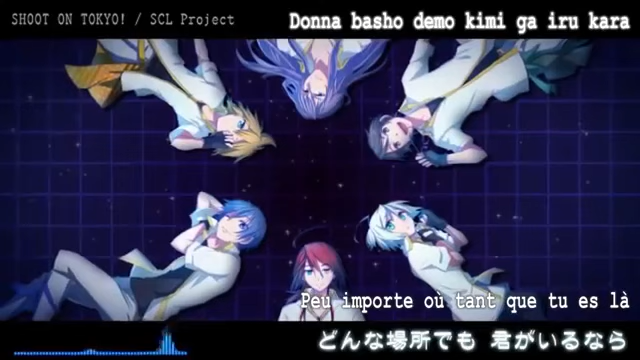 SHOOT ON TOKYO! / SCL Project
Donna basho demo kimi ga iru kara
Peu importe où tant que tu es là
どんな場所でも 君がいるなら